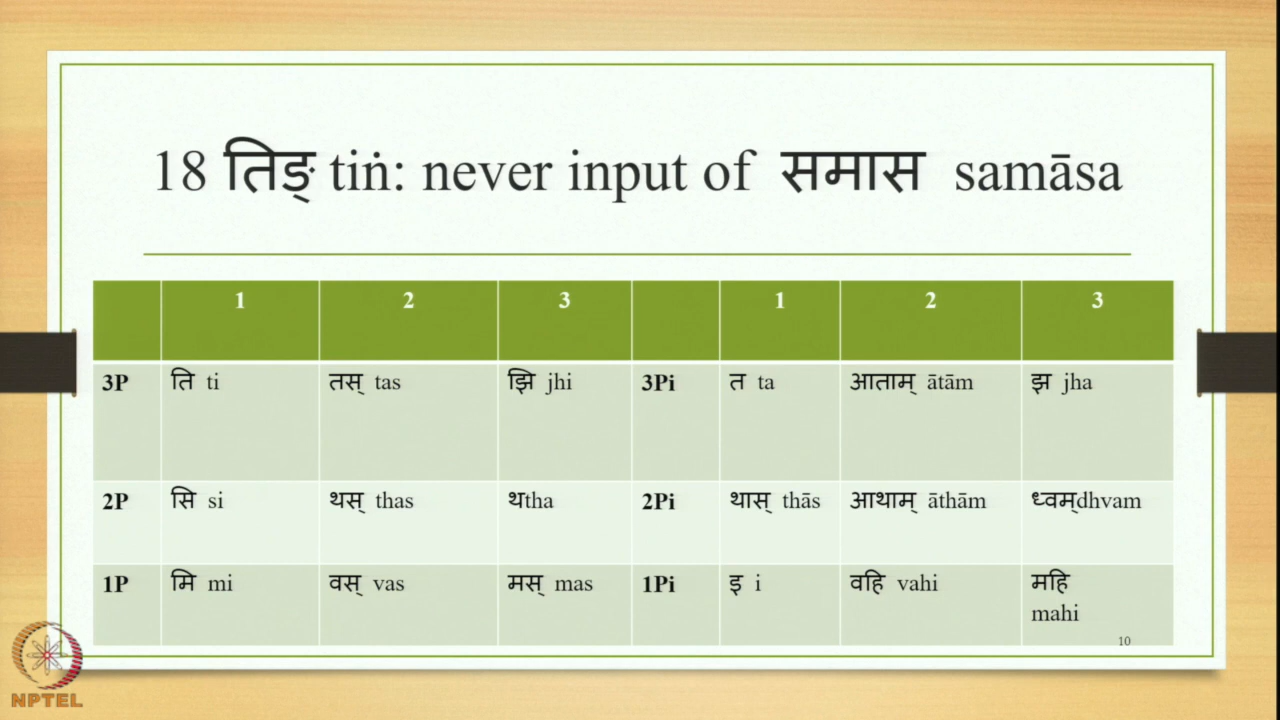 18 तिङ् tiṅ: never input of समास samāsa
1 2 3 1 2 3
3P ति ti तस् tas झि jhi 3Pi त ta आताम् ātām झ jha
2P सि si थस् thas थtha 2Pi थास् thās आथाम् āthām ध्वम्dhvam
1P मि mi वस् vas मस् mas 1Pi इ i वहि vahi महि
mahi
10
NPTEL